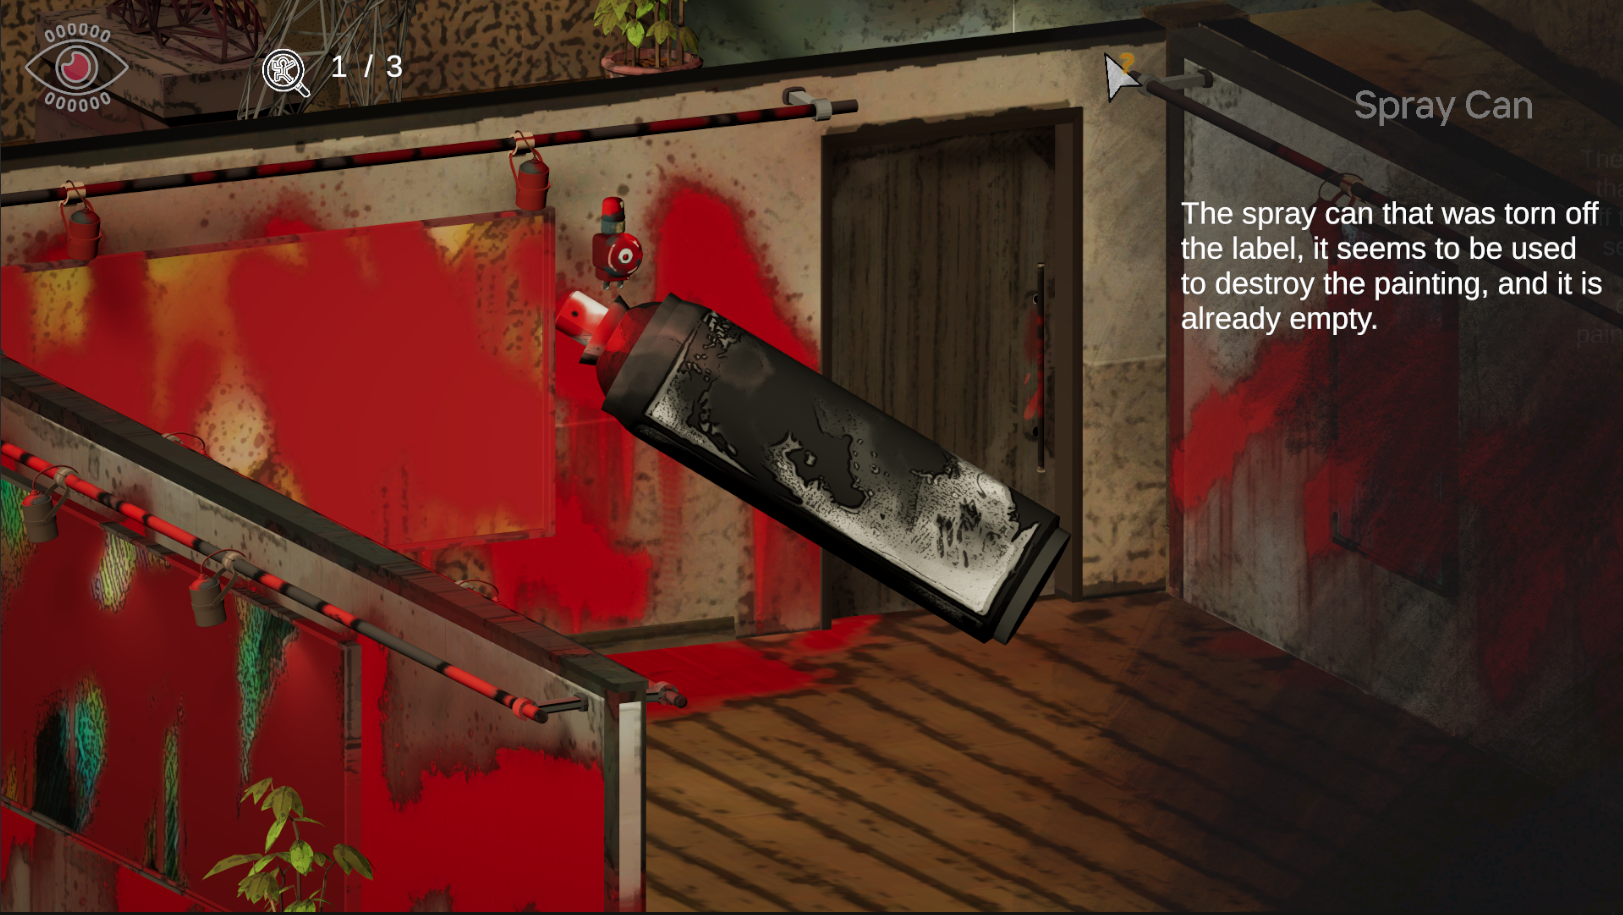 1 / 3
?
Spray Can
The spray can that was torn off
the label, it seems to be used
to destroy the painting, and it is
already empty.